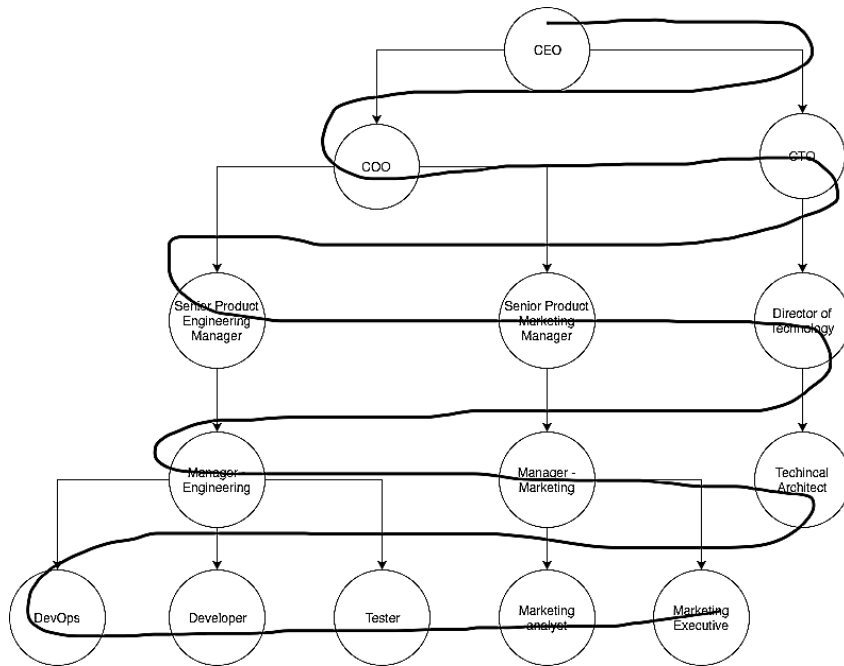 CEO
COO
CTO
Senior Product
Engineering
Manager
Senior Product
Marketing
Manager
Director of
Technology
Manager -
Engineering
Manager -
Marketing
Techincal
Architect
DevOps
Developer
Tester
Marketing
analyst
Marketing
Executive